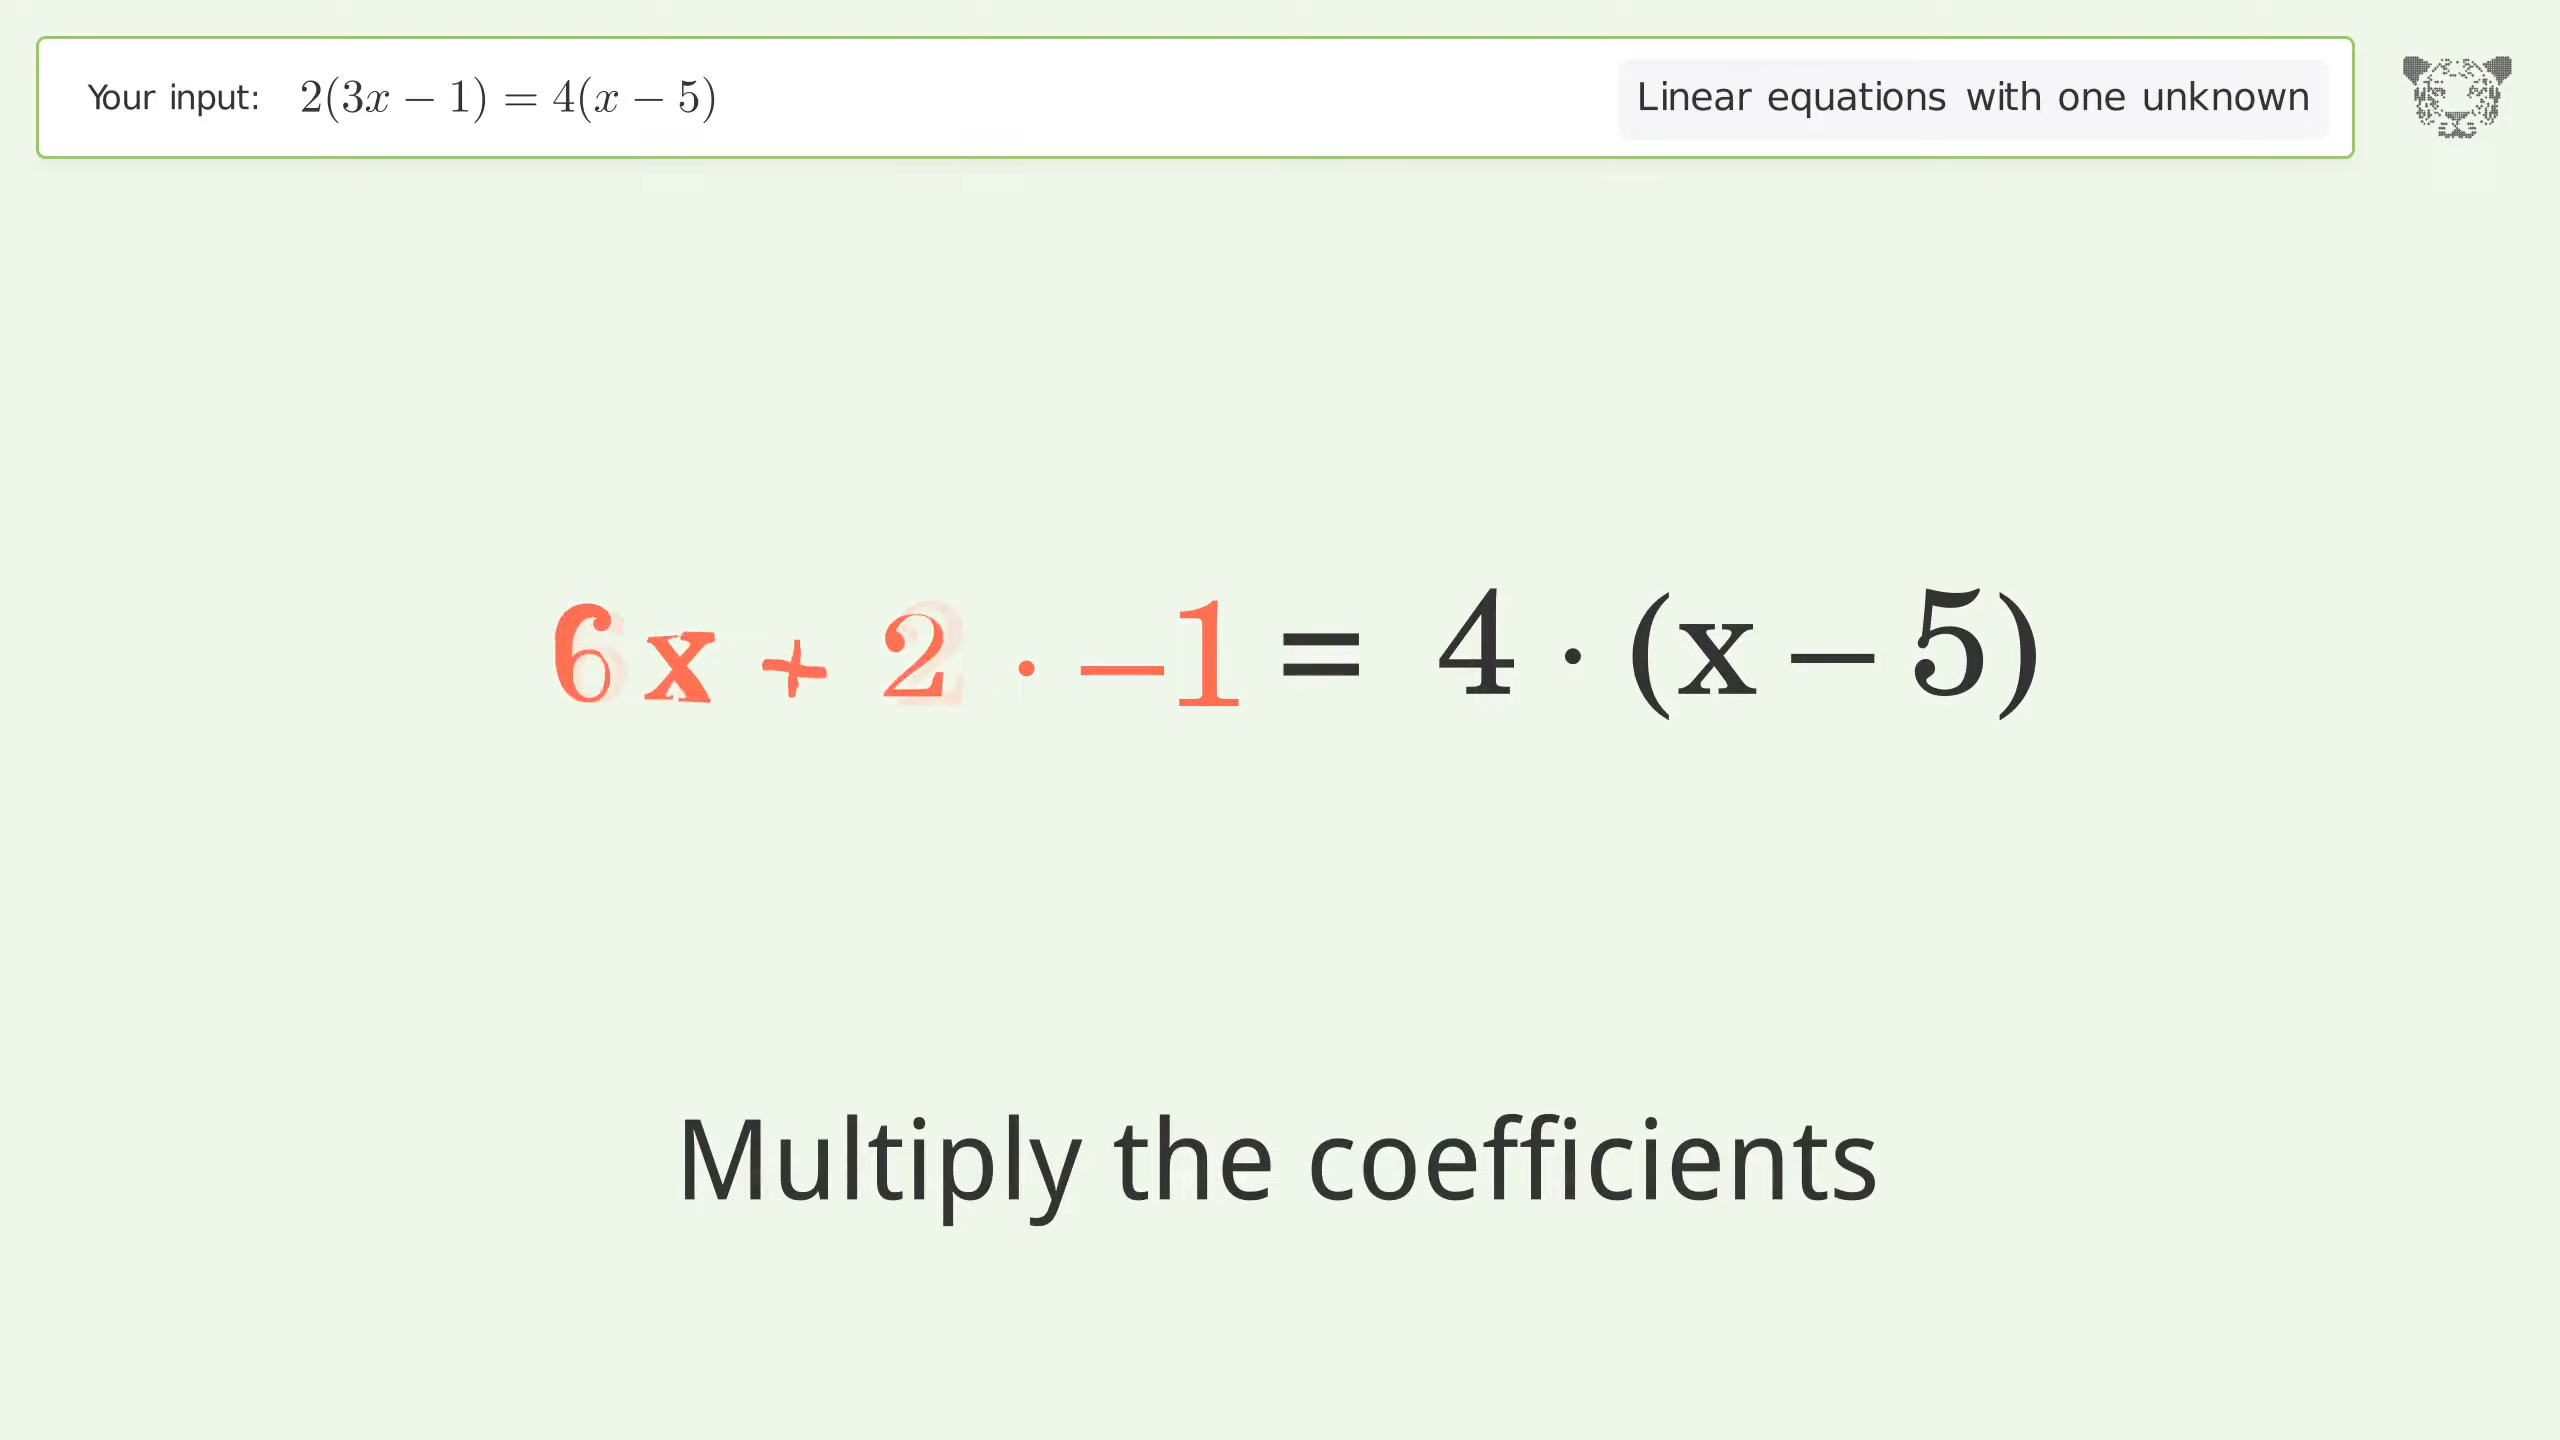 Your input: 2(3x − 1) = 4(x − 5)
Linear equations with one unknown
6x + 2 · −1 = 4 · (x − 5)
Multiply the coefficients